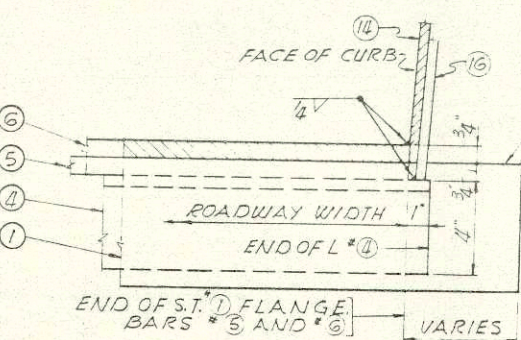 14
FACE OF CURB
16
1/4
6
5
4
1
3/4"
3/4"
ROADWAY WIDTH 1"
4"
END OF L #4
END OF S.T. #1 FLANGE.
BARS #5 AND #6
VARIES